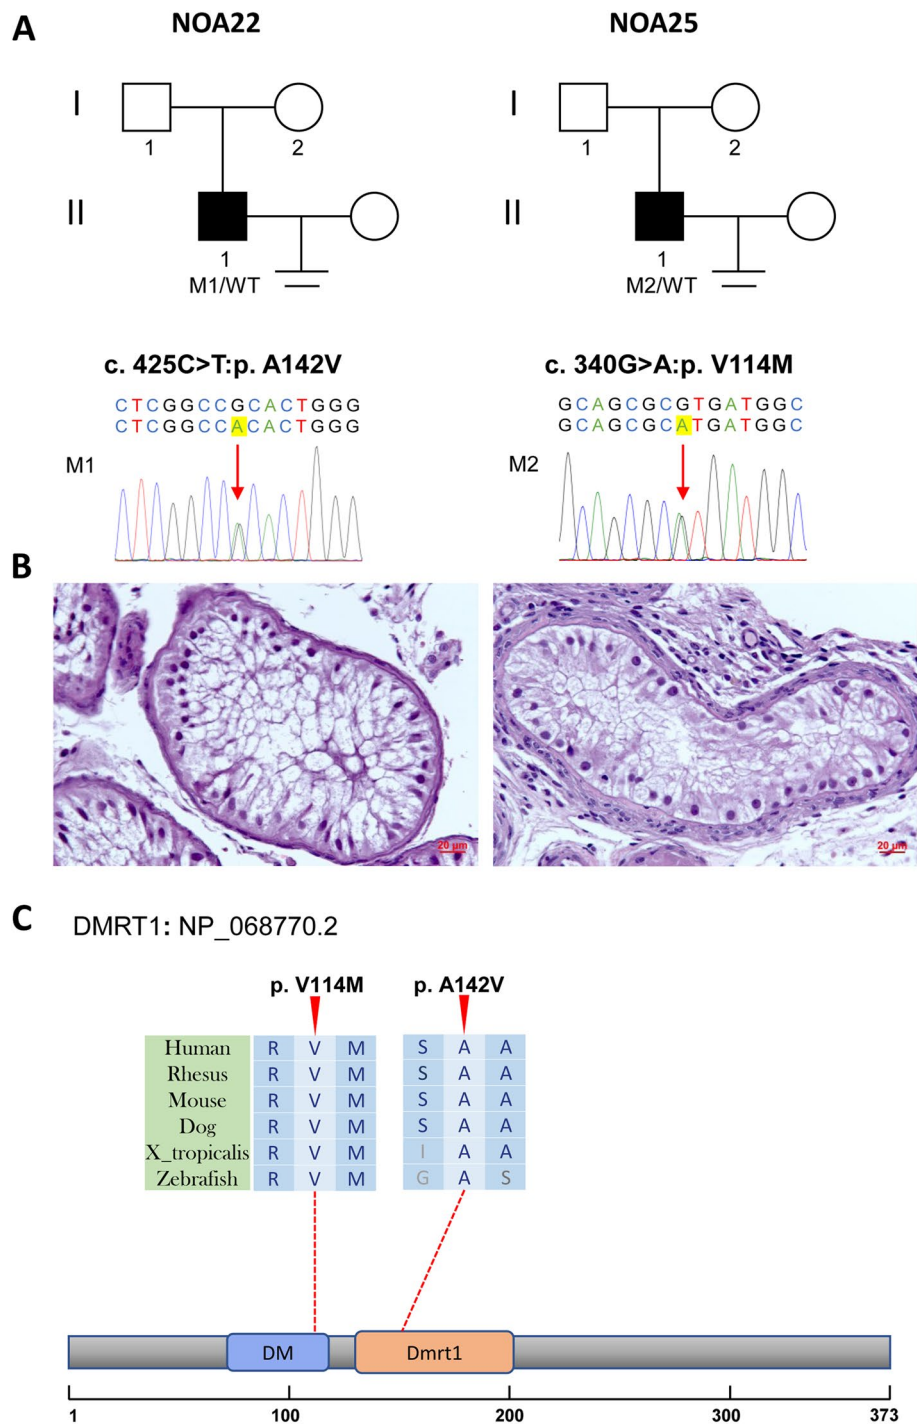 A
NOA22
NOA25
I
1
2
I
1
2
II
1
M1/WT
II
1
M2/WT
c. 425C>T:p. A142V
CTCGGCCGCACTGGG
CTCGGCCACACTGGG
M1
c. 340G>A:p. V114M
GCAGCGCGTGATGGC
GCAGCGCATGATGGC
M2
B
20 μm
20 μm
C
DMRT1: NP_068770.2
p. V114M
p. A142V
Human R V M S A A
Rhesus R V M S A A
Mouse R V M S A A
Dog R V M S A A
X_tropicalis R V M I A A
Zebrafish R V M G A S
DM
Dmrt1
1 100 200 300 373